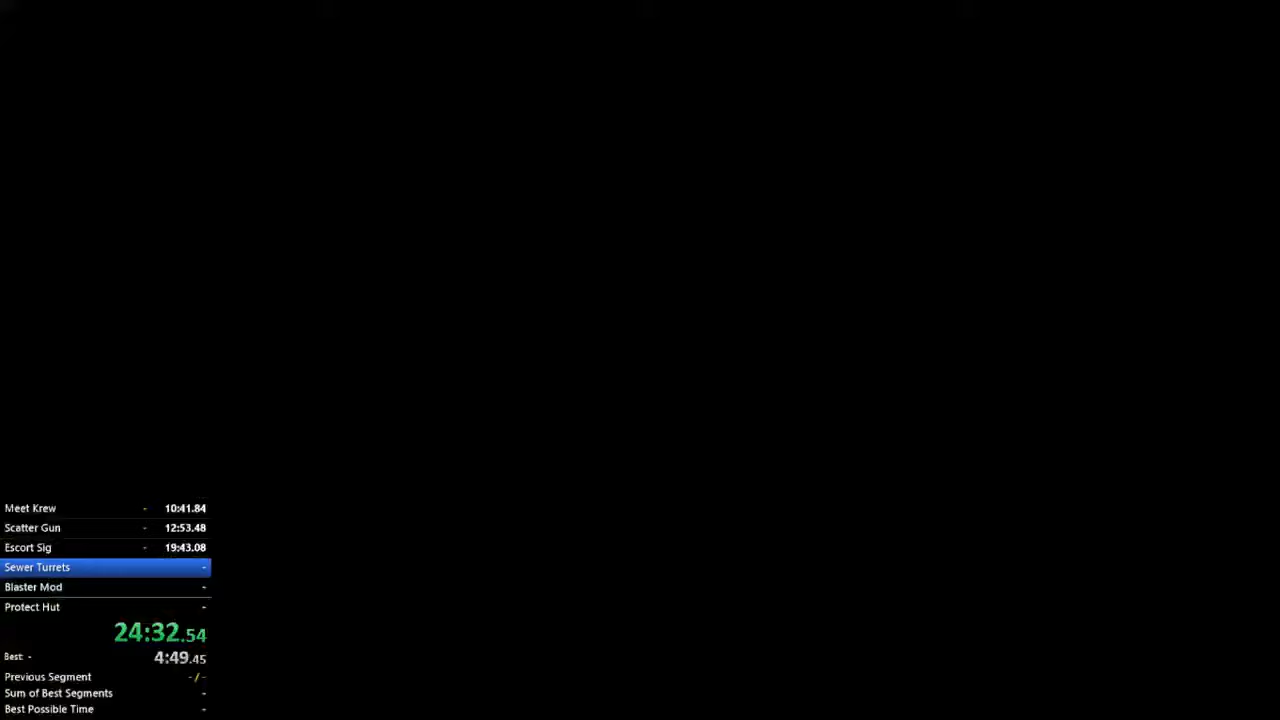 Meet Krew - 10:41.84
Scatter Gun - 12:53.48
Escort Sig - 19:43.08
Sewer Turrets -
Blaster Mod -
Protect Hut -
24:32.54
Best: - 4:49.45
Previous Segment - / -
Sum of Best Segments -
Best Possible Time -